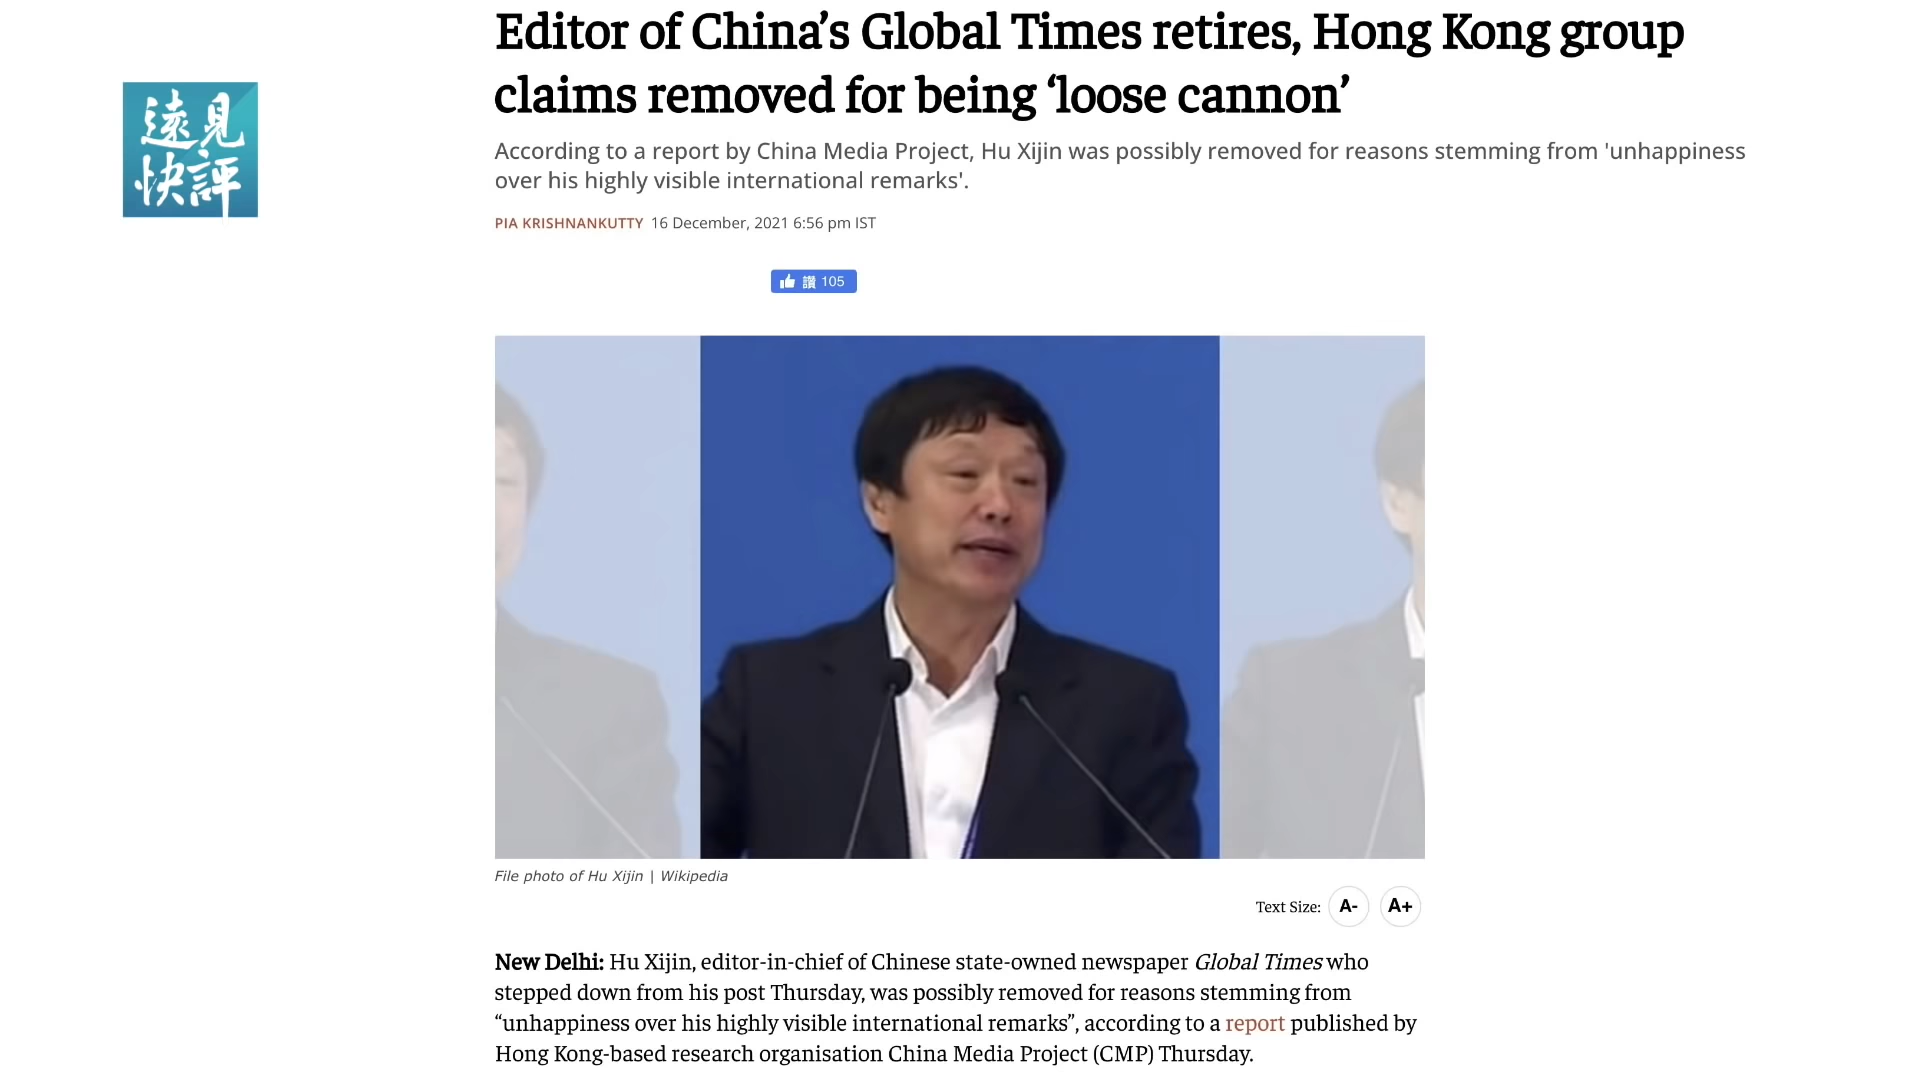 Editor of China’s Global Times retires, Hong Kong group
claims removed for being ‘loose cannon’
遠見
快評
According to a report by China Media Project, Hu Xijin was possibly removed for reasons stemming from 'unhappiness
over his highly visible international remarks'.
PIA KRISHNANKUTTY 16 December, 2021 6:56 pm IST
讚 105
File photo of Hu Xijin | Wikipedia
Text Size: A- A+
New Delhi: Hu Xijin, editor-in-chief of Chinese state-owned newspaper Global Times who
stepped down from his post Thursday, was possibly removed for reasons stemming from
“unhappiness over his highly visible international remarks”, according to a report published by
Hong Kong-based research organisation China Media Project (CMP) Thursday.